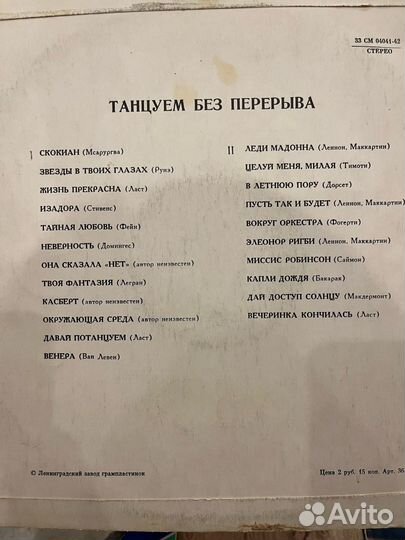 33 СМ 04041-42
СТЕРЕО
ТАНЦУЕМ БЕЗ ПЕРЕРЫВА
I СКОКИАН (Мсарургва)
ЗВЕЗДЫ В ТВОИХ ГЛАЗАХ (Руиз)
ЖИЗНЬ ПРЕКРАСНА (Ласт)
ИЗАДОРА (Стивенс)
ТАЙНАЯ ЛЮБОВЬ (Фейн)
НЕВЕРНОСТЬ (Домингес)
ОНА СКАЗАЛА «НЕТ» (автор неизвестен)
ТВОЯ ФАНТАЗИЯ (Легран)
КАСБЕРТ (автор неизвестен)
ОКРУЖАЮЩАЯ СРЕДА (автор неизвестен)
ДАВАЙ ПОТАНЦУЕМ (Ласт)
ВЕНЕРА (Ван Левен)
II ЛЕДИ МАДОННА (Леннон, Маккартни)
ЦЕЛУЙ МЕНЯ, МИЛАЯ (Тимоти)
В ЛЕТНЮЮ ПОРУ (Дорсет)
ПУСТЬ ТАК И БУДЕТ (Леннон, Маккартни)
ВОКРУГ ОРКЕСТРА (Фогерти)
ЭЛЕОНОР РИГБИ (Леннон, Маккартни)
МИССИС РОБИНСОН (Саймон)
КАПЛИ ДОЖДЯ (Бакарак)
ДАЙ ДОСТУП СОЛНЦУ (Макдермонт)
ВЕЧЕРИНКА КОНЧИЛАСЬ (Ласт)
© Ленинградский завод грампластинок
Цена 2 руб. 15 коп. Арт. 36
Avito